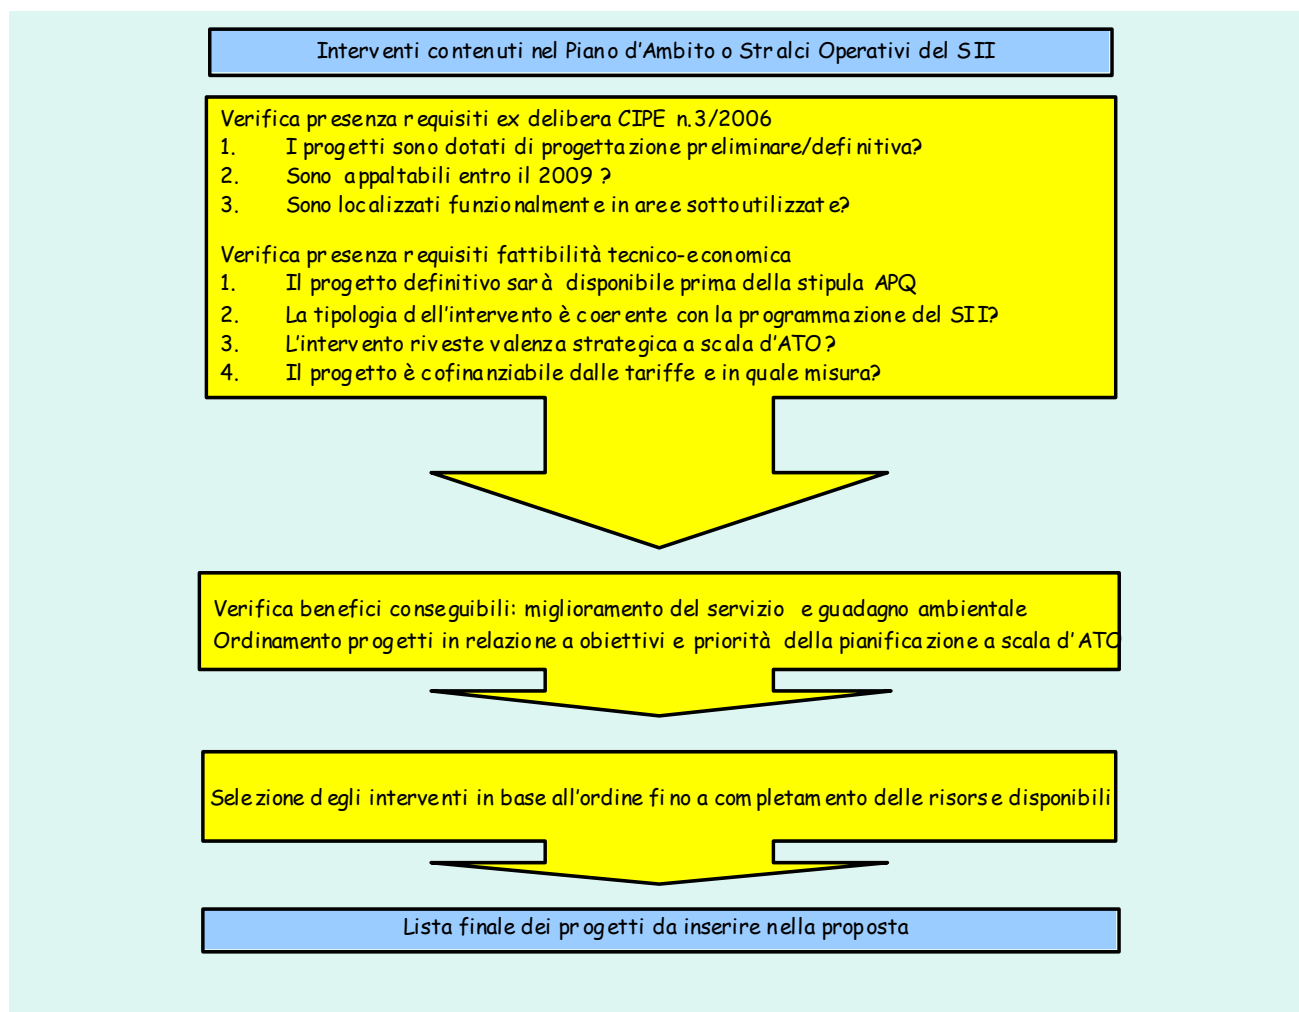 Interventi contenuti nel Piano d'Ambito o Stralci Operativi del SII
Verifica presenza requisiti ex delibera CIPE n.3/2006
1. I progetti sono dotati di progettazione preliminare/definitiva?
2. Sono appaltabili entro il 2009 ?
3. Sono localizzati funzionalmente in aree sottoutilizzate?
Verifica presenza requisiti fattibilità tecnico-economica
1. Il progetto definitivo sarà disponibile prima della stipula APQ
2. La tipologia dell'intervento è coerente con la programmazione del SII?
3. L'intervento riveste valenza strategica a scala d'ATO?
4. Il progetto è cofinanziabile dalle tariffe e in quale misura?
Verifica benefici conseguibili: miglioramento del servizio e guadagno ambientale
Ordinamento progetti in relazione a obiettivi e priorità della pianificazione a scala d'ATO
Selezione degli interventi in base all'ordine fino a completamento delle risorse disponibili
Lista finale dei progetti da inserire nella proposta